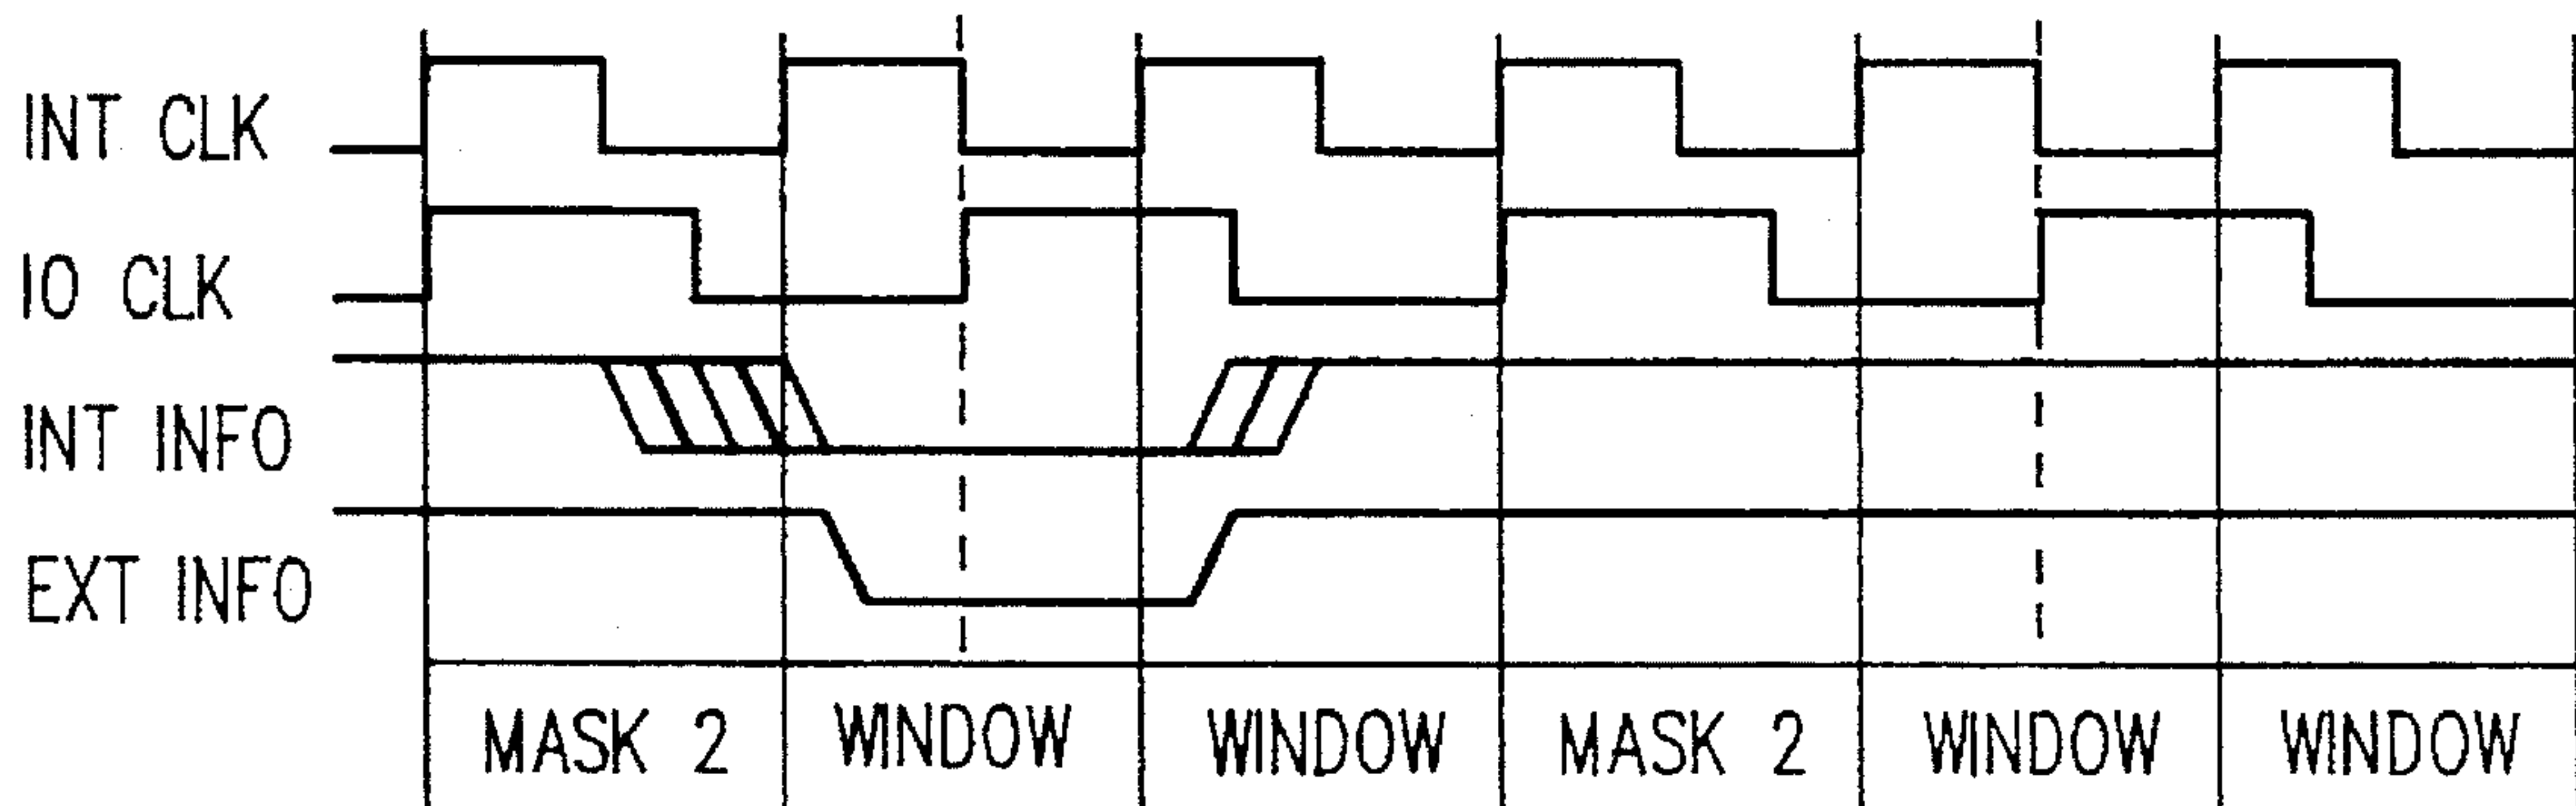 INT CLK
IO CLK
INT INFO
EXT INFO
MASK 2 WINDOW WINDOW MASK 2 WINDOW WINDOW